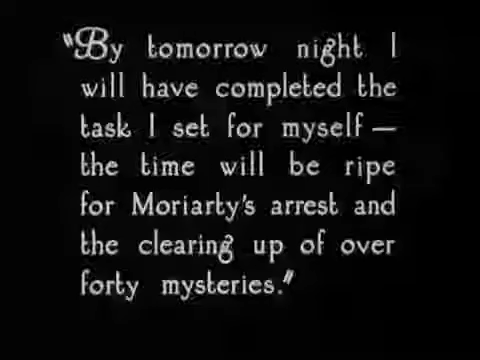 "By tomorrow night I
will have completed the
task I set for myself —
the time will be ripe
for Moriarty's arrest and
the clearing up of over
forty mysteries."